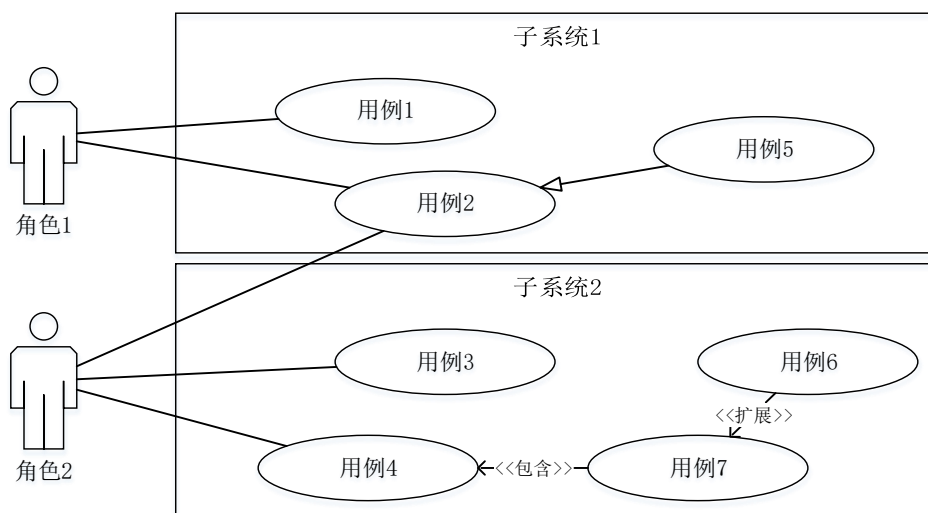 子系统1
用例1
用例5
用例2
角色1
子系统2
用例3
用例6
<<扩展>>
用例4
<<包含>>
用例7
角色2